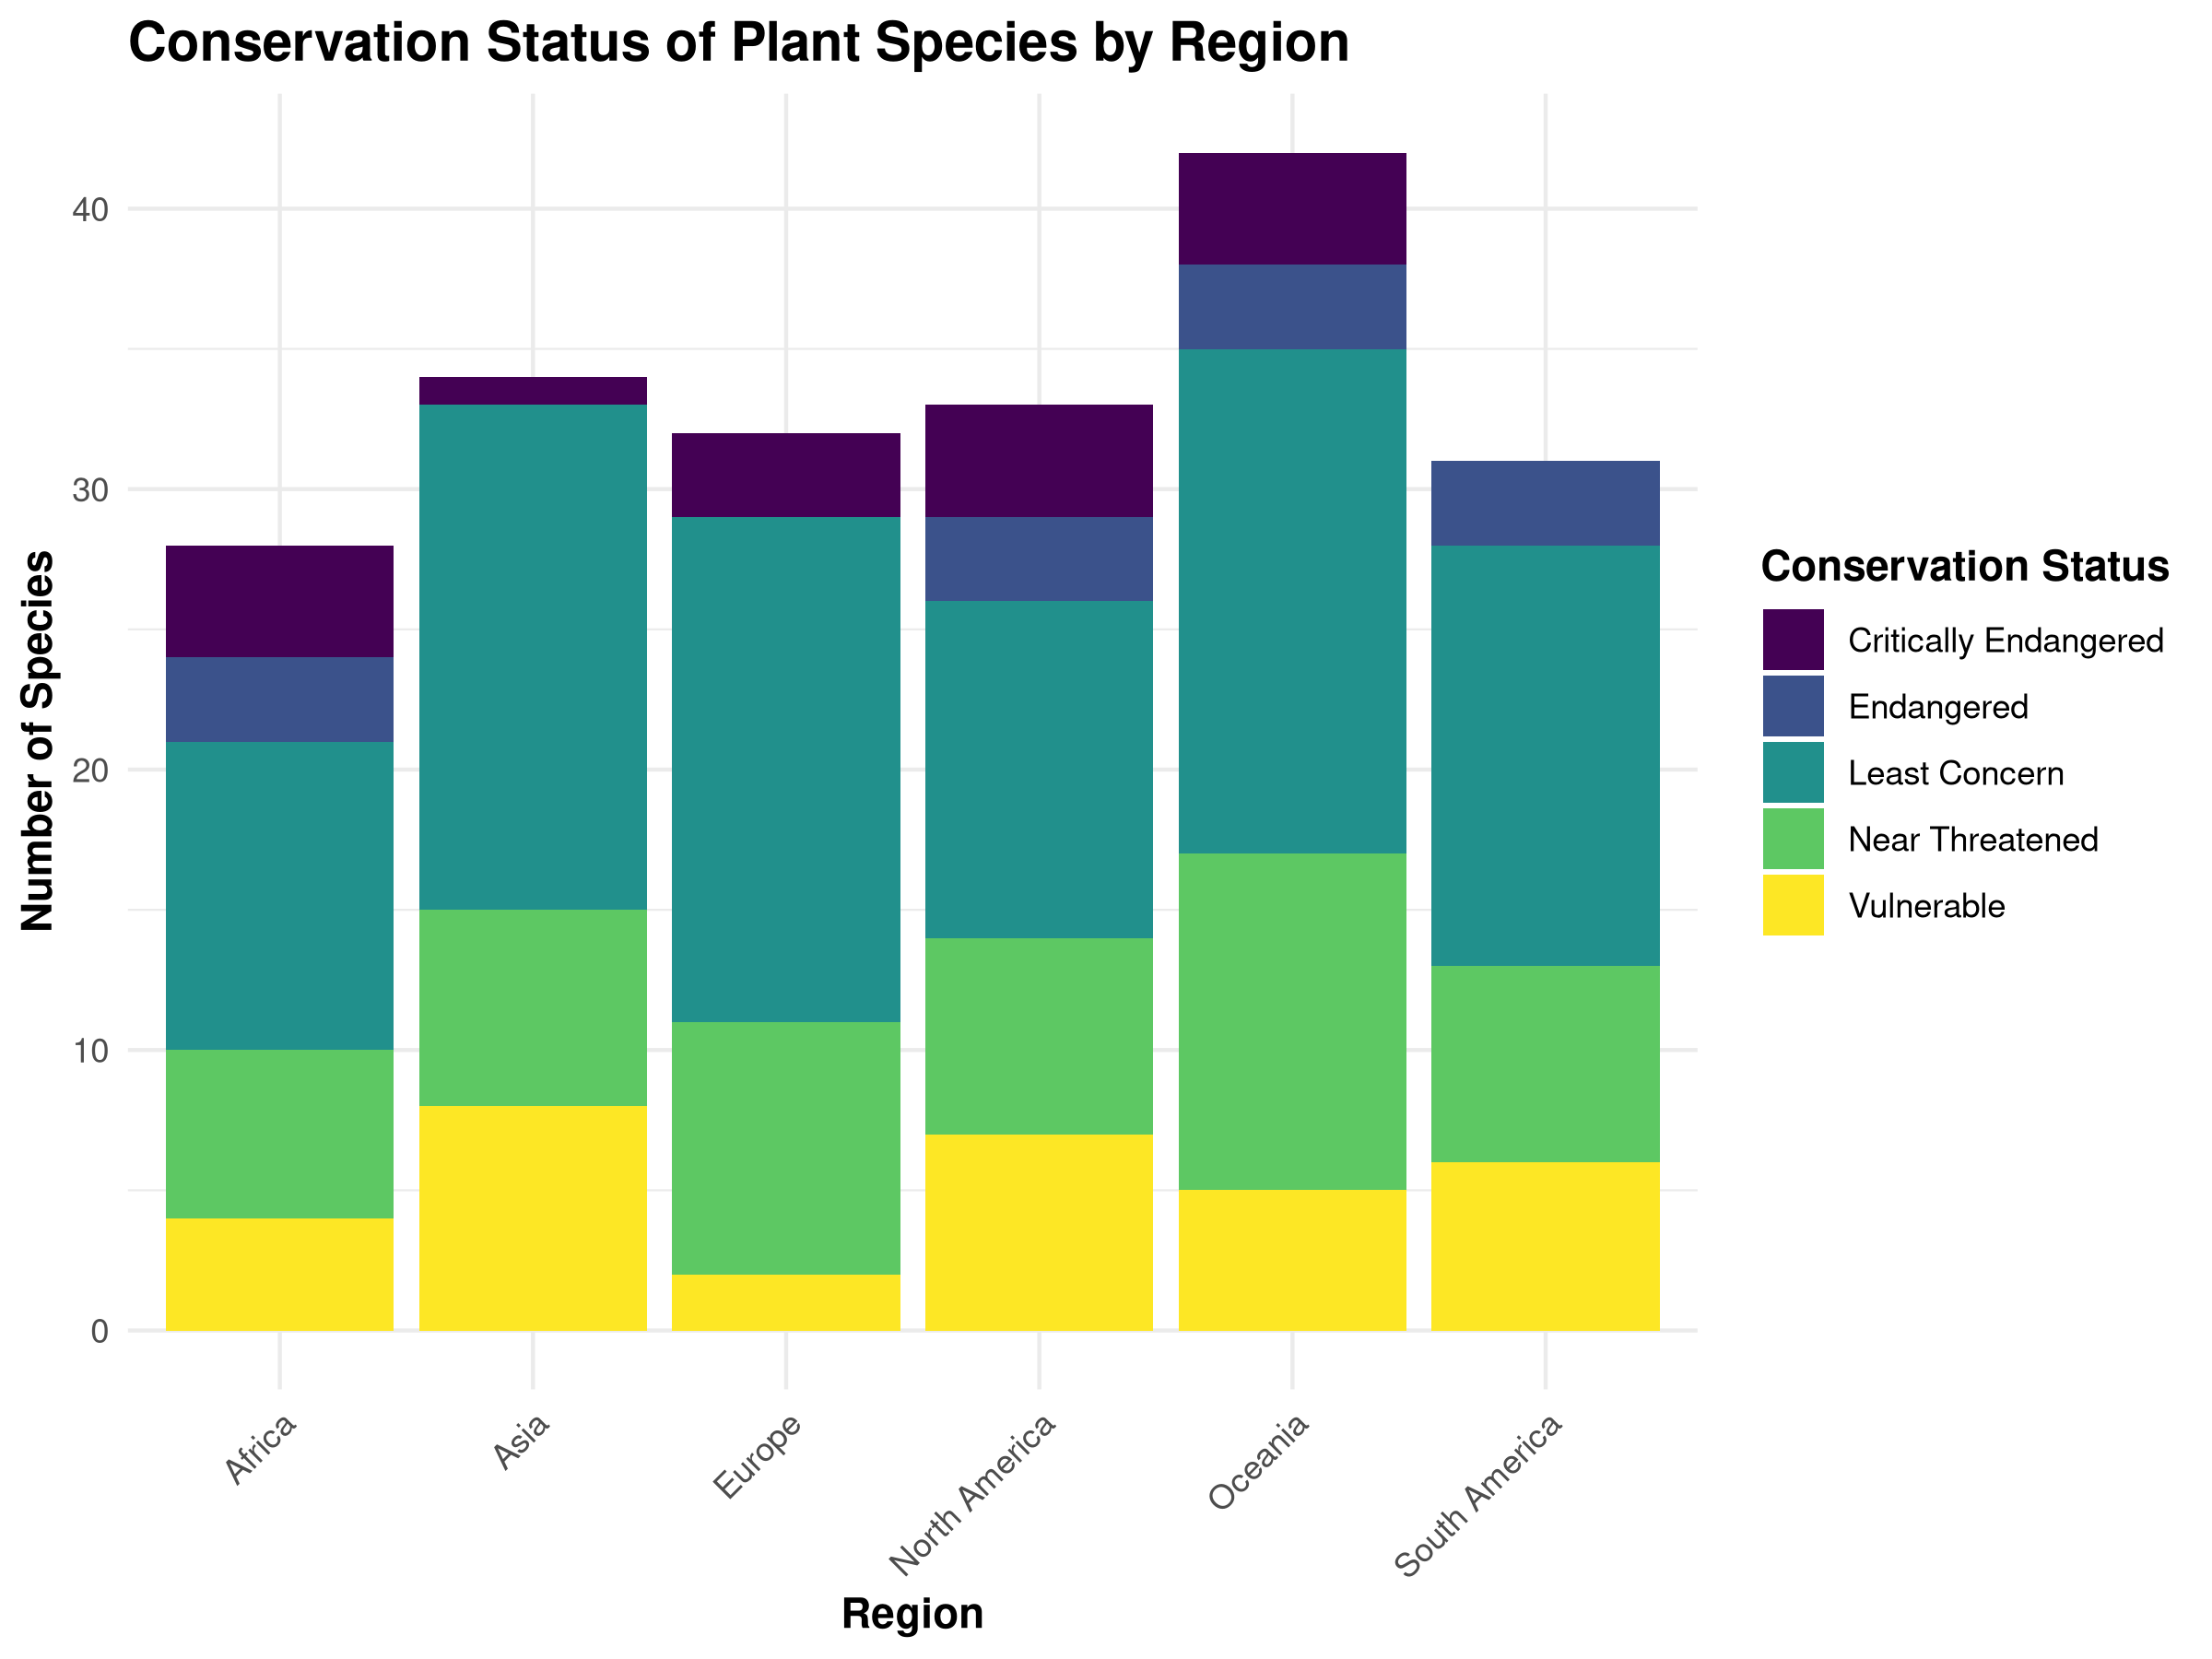 Conservation Status of Plant Species by Region
Number of Species
40
30
20
10
0
Africa
Asia
Europe
North America
Oceania
South America
Region
Conservation Status
Critically Endangered
Endangered
Least Concern
Near Threatened
Vulnerable